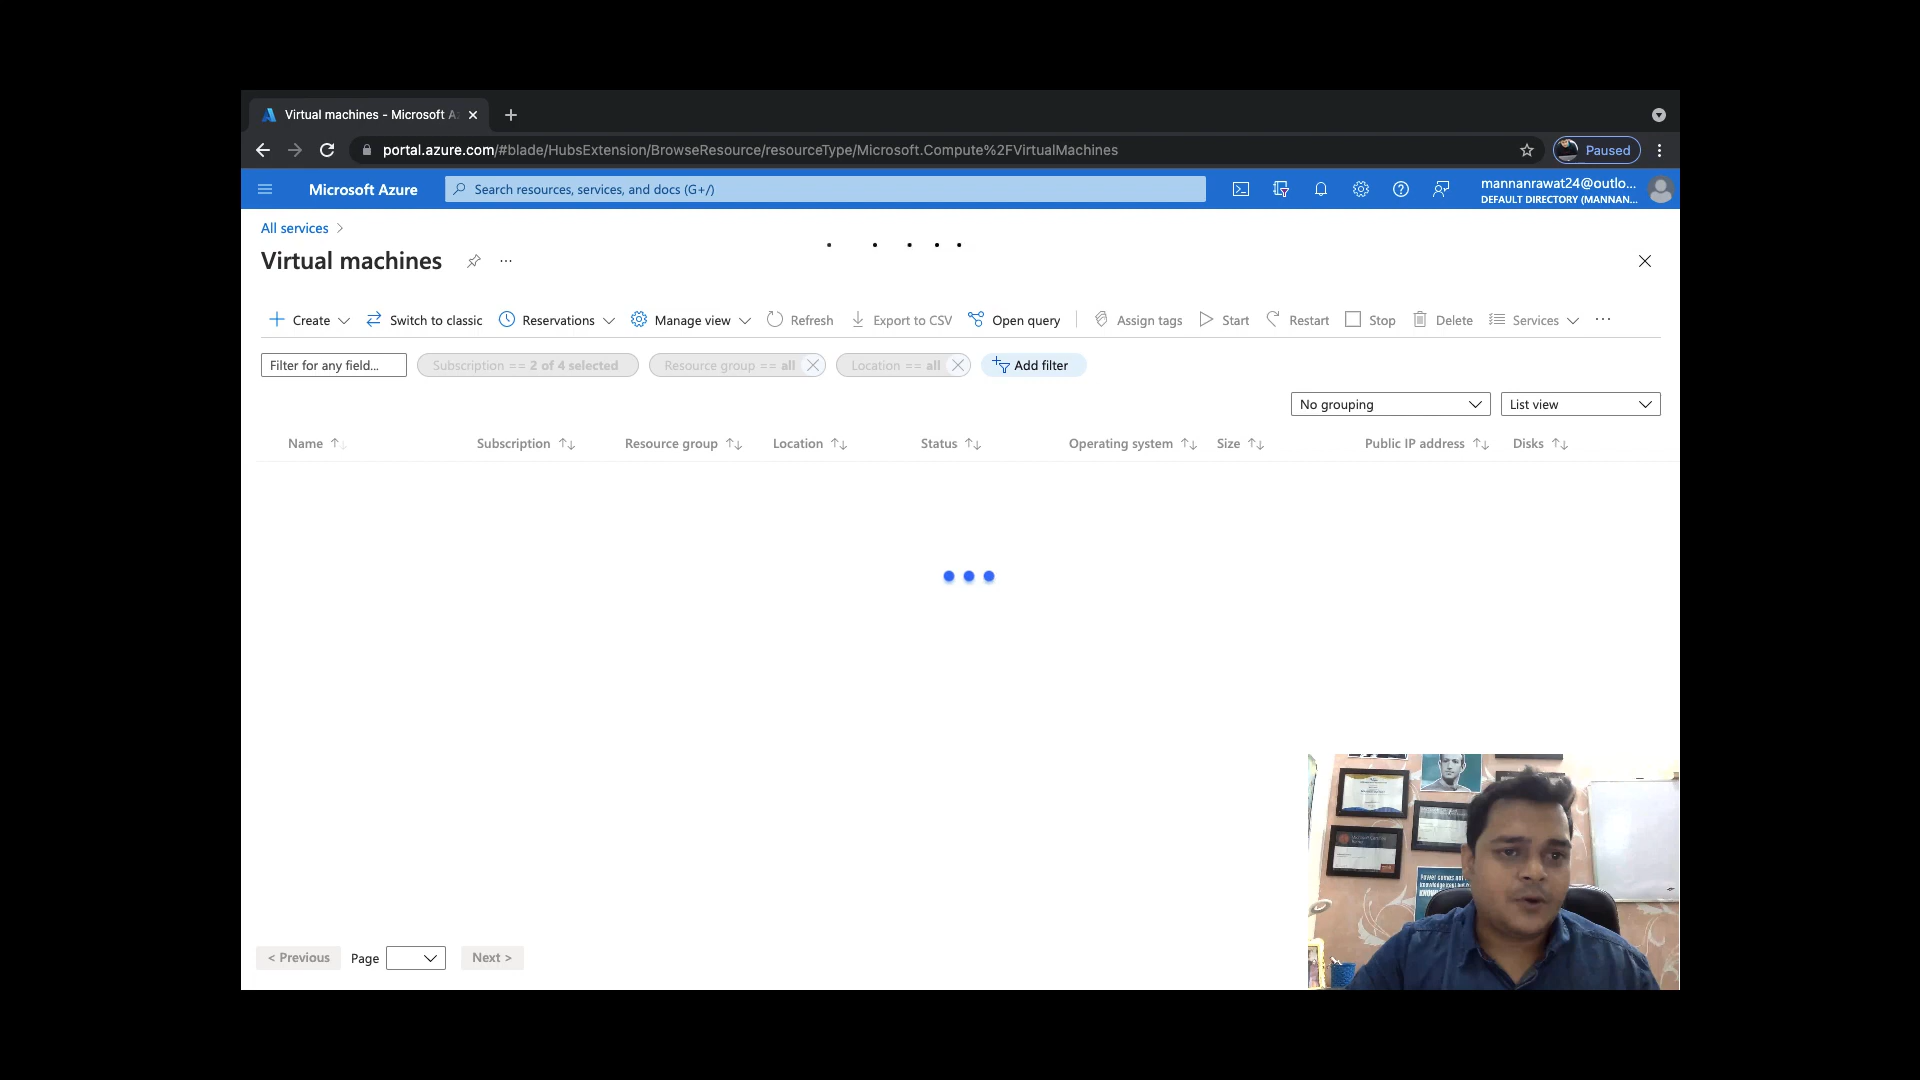 Virtual machines - Microsoft A
portal.azure.com/#blade/HubsExtension/BrowseResource/resourceType/Microsoft.Compute%2FVirtualMachines
Paused
Microsoft Azure
Search resources, services, and docs (G+/)
mannanrawat24@outlo...
DEFAULT DIRECTORY (MANNAN...
All services
Virtual machines
Create
Switch to classic
Reservations
Manage view
Refresh
Export to CSV
Open query
Assign tags
Start
Restart
Stop
Delete
Services
Filter for any field...
Subscription == 2 of 4 selected
Resource group == all
Location == all
Add filter
No grouping
List view
Name
Subscription
Resource group
Location
Status
Operating system
Size
Public IP address
Disks
< Previous
Page
Next >